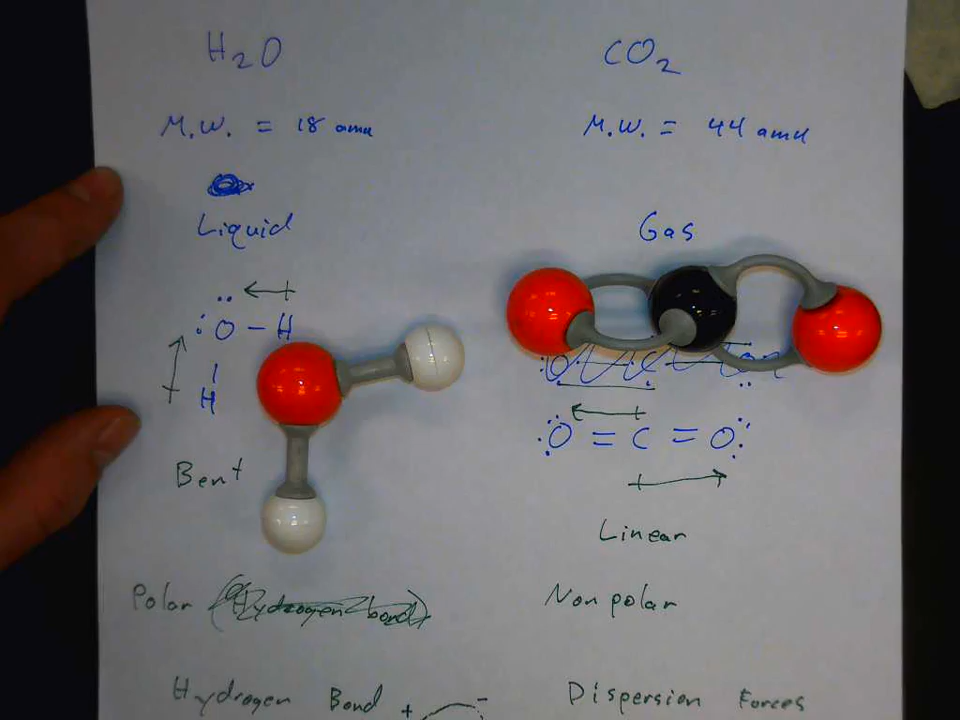 H₂O
M.W. = 18 amu
Liquid
:Ö – H
|
H
Bent
Polar
Hydrogen Bond + -
CO₂
M.W. = 44 amu
Gas
:O = C = O:
Linear
Nonpolar
Dispersion Forces